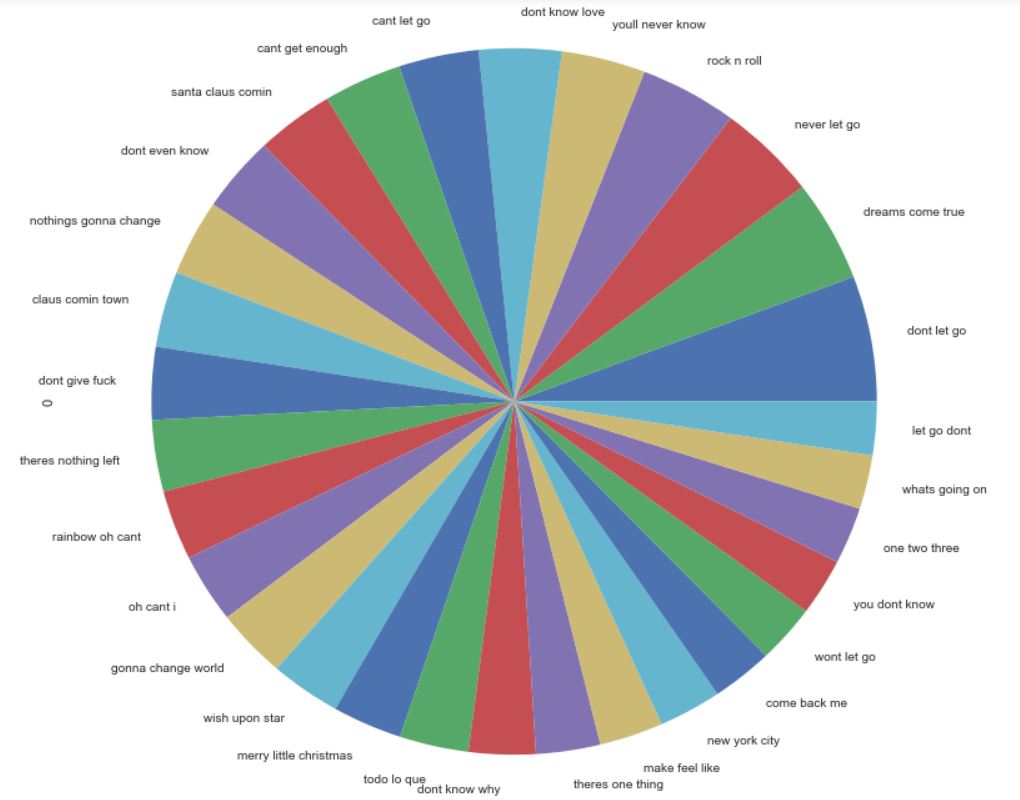 dont know love
cant let go
youll never know
cant get enough
rock n roll
santa claus comin
never let go
dont even know
dreams come true
nothings gonna change
claus comin town
dont let go
dont give fuck
0
let go dont
theres nothing left
whats going on
rainbow oh cant
one two three
oh cant i
you dont know
wont let go
gonna change world
come back me
wish upon star
new york city
merry little christmas
make feel like
todo lo que
theres one thing
dont know why